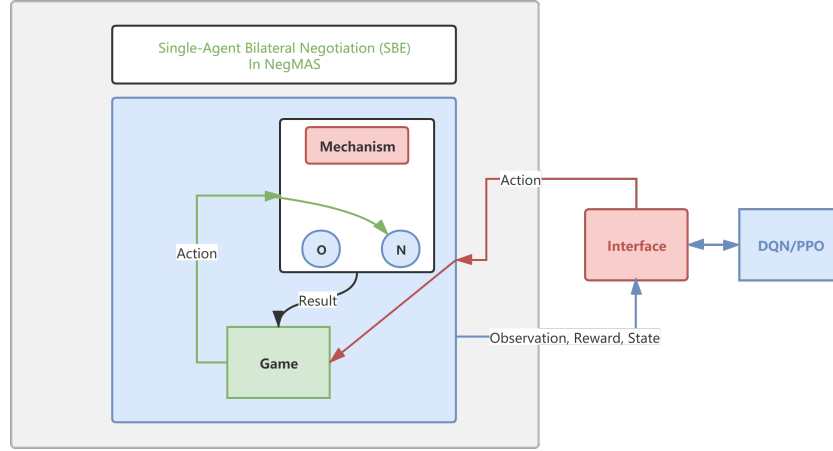 Single-Agent Bilateral Negotiation (SBE)
In NegMAS
Mechanism
Action
O
N
Action
Interface
DQN/PPO
Result
Observation, Reward, State
Game